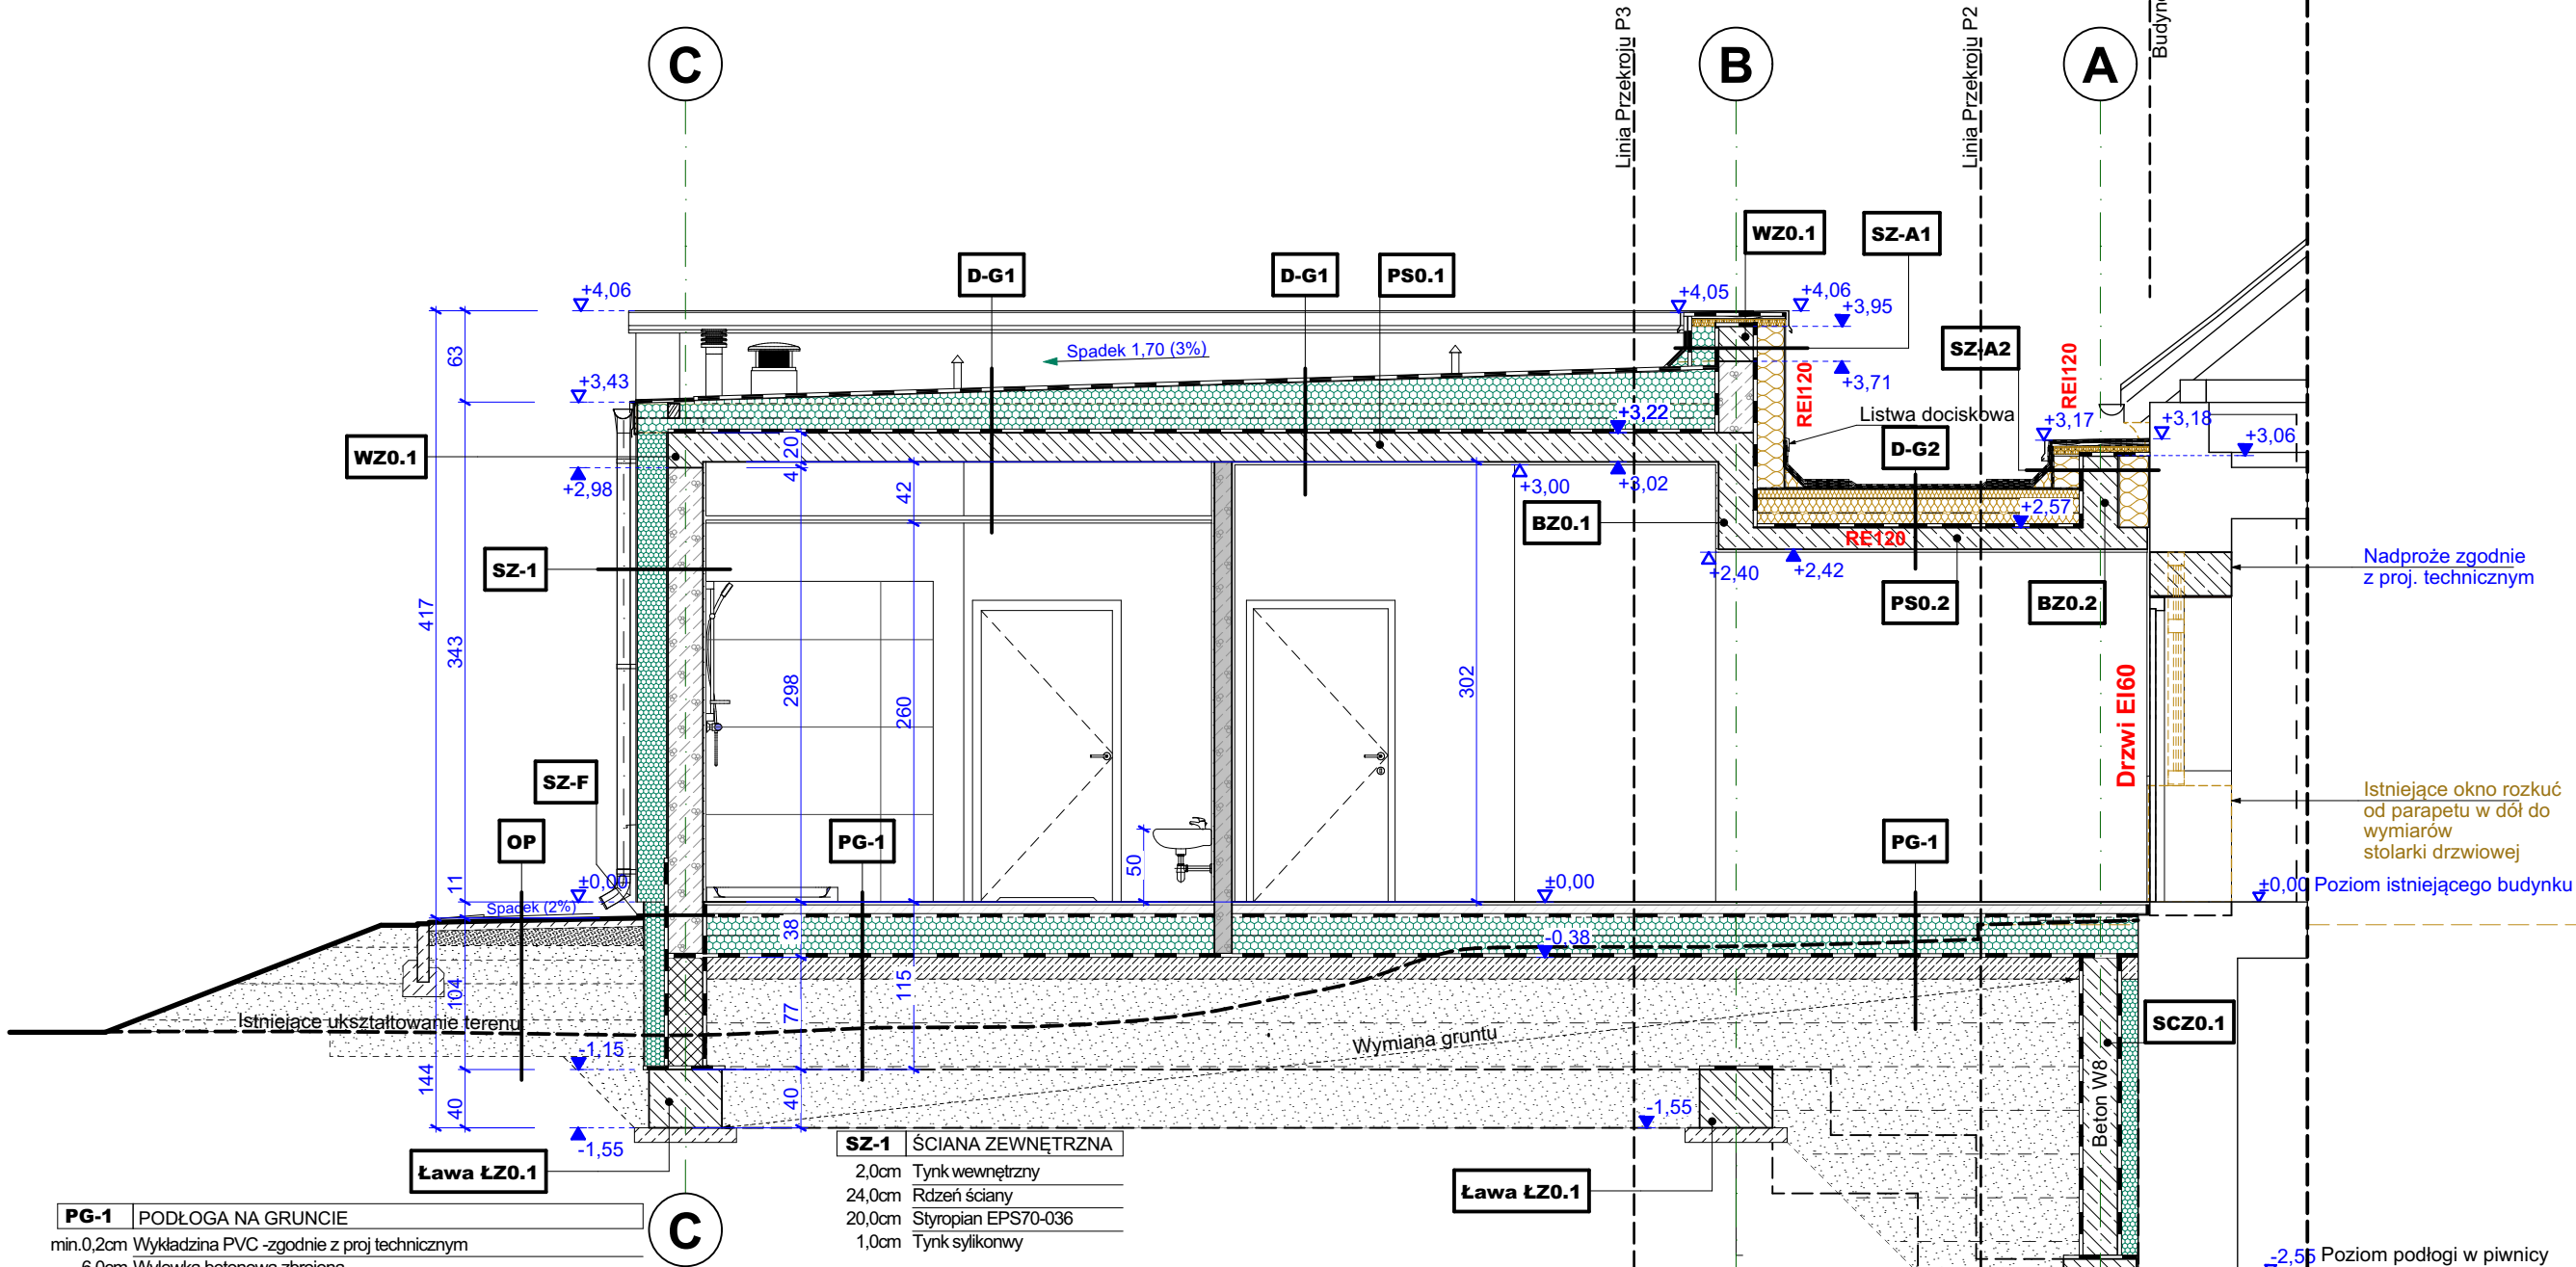 Linia Przekroju P3
Linia Przekroju P2
C
B
A
WZ0.1
SZ-A1
D-G1
D-G1
PS0.1
+4,06
+4,05
+4,06
+3,95
Spadek 1,70 (3%)
SZ-A2
REI120
REI120
63
+3,43
+3,71
Listwa dociskowa
+3,22
+3,17
+3,18
+3,06
WZ0.1
20
D-G2
4
+2,98
42
+3,00
+3,02
BZ0.1
+2,57
RE120
SZ-1
+2,40
+2,42
Nadproże zgodnie
z proj. technicznym
PS0.2
BZ0.2
417
343
298
260
302
Drzwi EI60
SZ-F
Istniejące okno rozkuć
od parapetu w dół do
wymiarów
stolarki drzwiowej
OP
PG-1
50
PG-1
11
±0,00
±0,00
±0,00 Poziom istniejącego budynku
Spadek (2%)
38
-0,38
104
115
77
Istniejące ukształtowanie terenu
Wymiana gruntu
SCZ0.1
-1,15
144
40
40
-1,55
Beton W8
-1,55
SZ-1 ŚCIANA ZEWNĘTRZNA
2,0cm Tynk wewnętrzny
24,0cm Rdzeń ściany
20,0cm Styropian EPS70-036
1,0cm Tynk sylikonwy
Ława ŁZ0.1
Ława ŁZ0.1
PG-1 PODŁOGA NA GRUNCIE
min.0,2cm Wykładzina PVC -zgodnie z proj technicznym
C
-2,55 Poziom podłogi w piwnicy